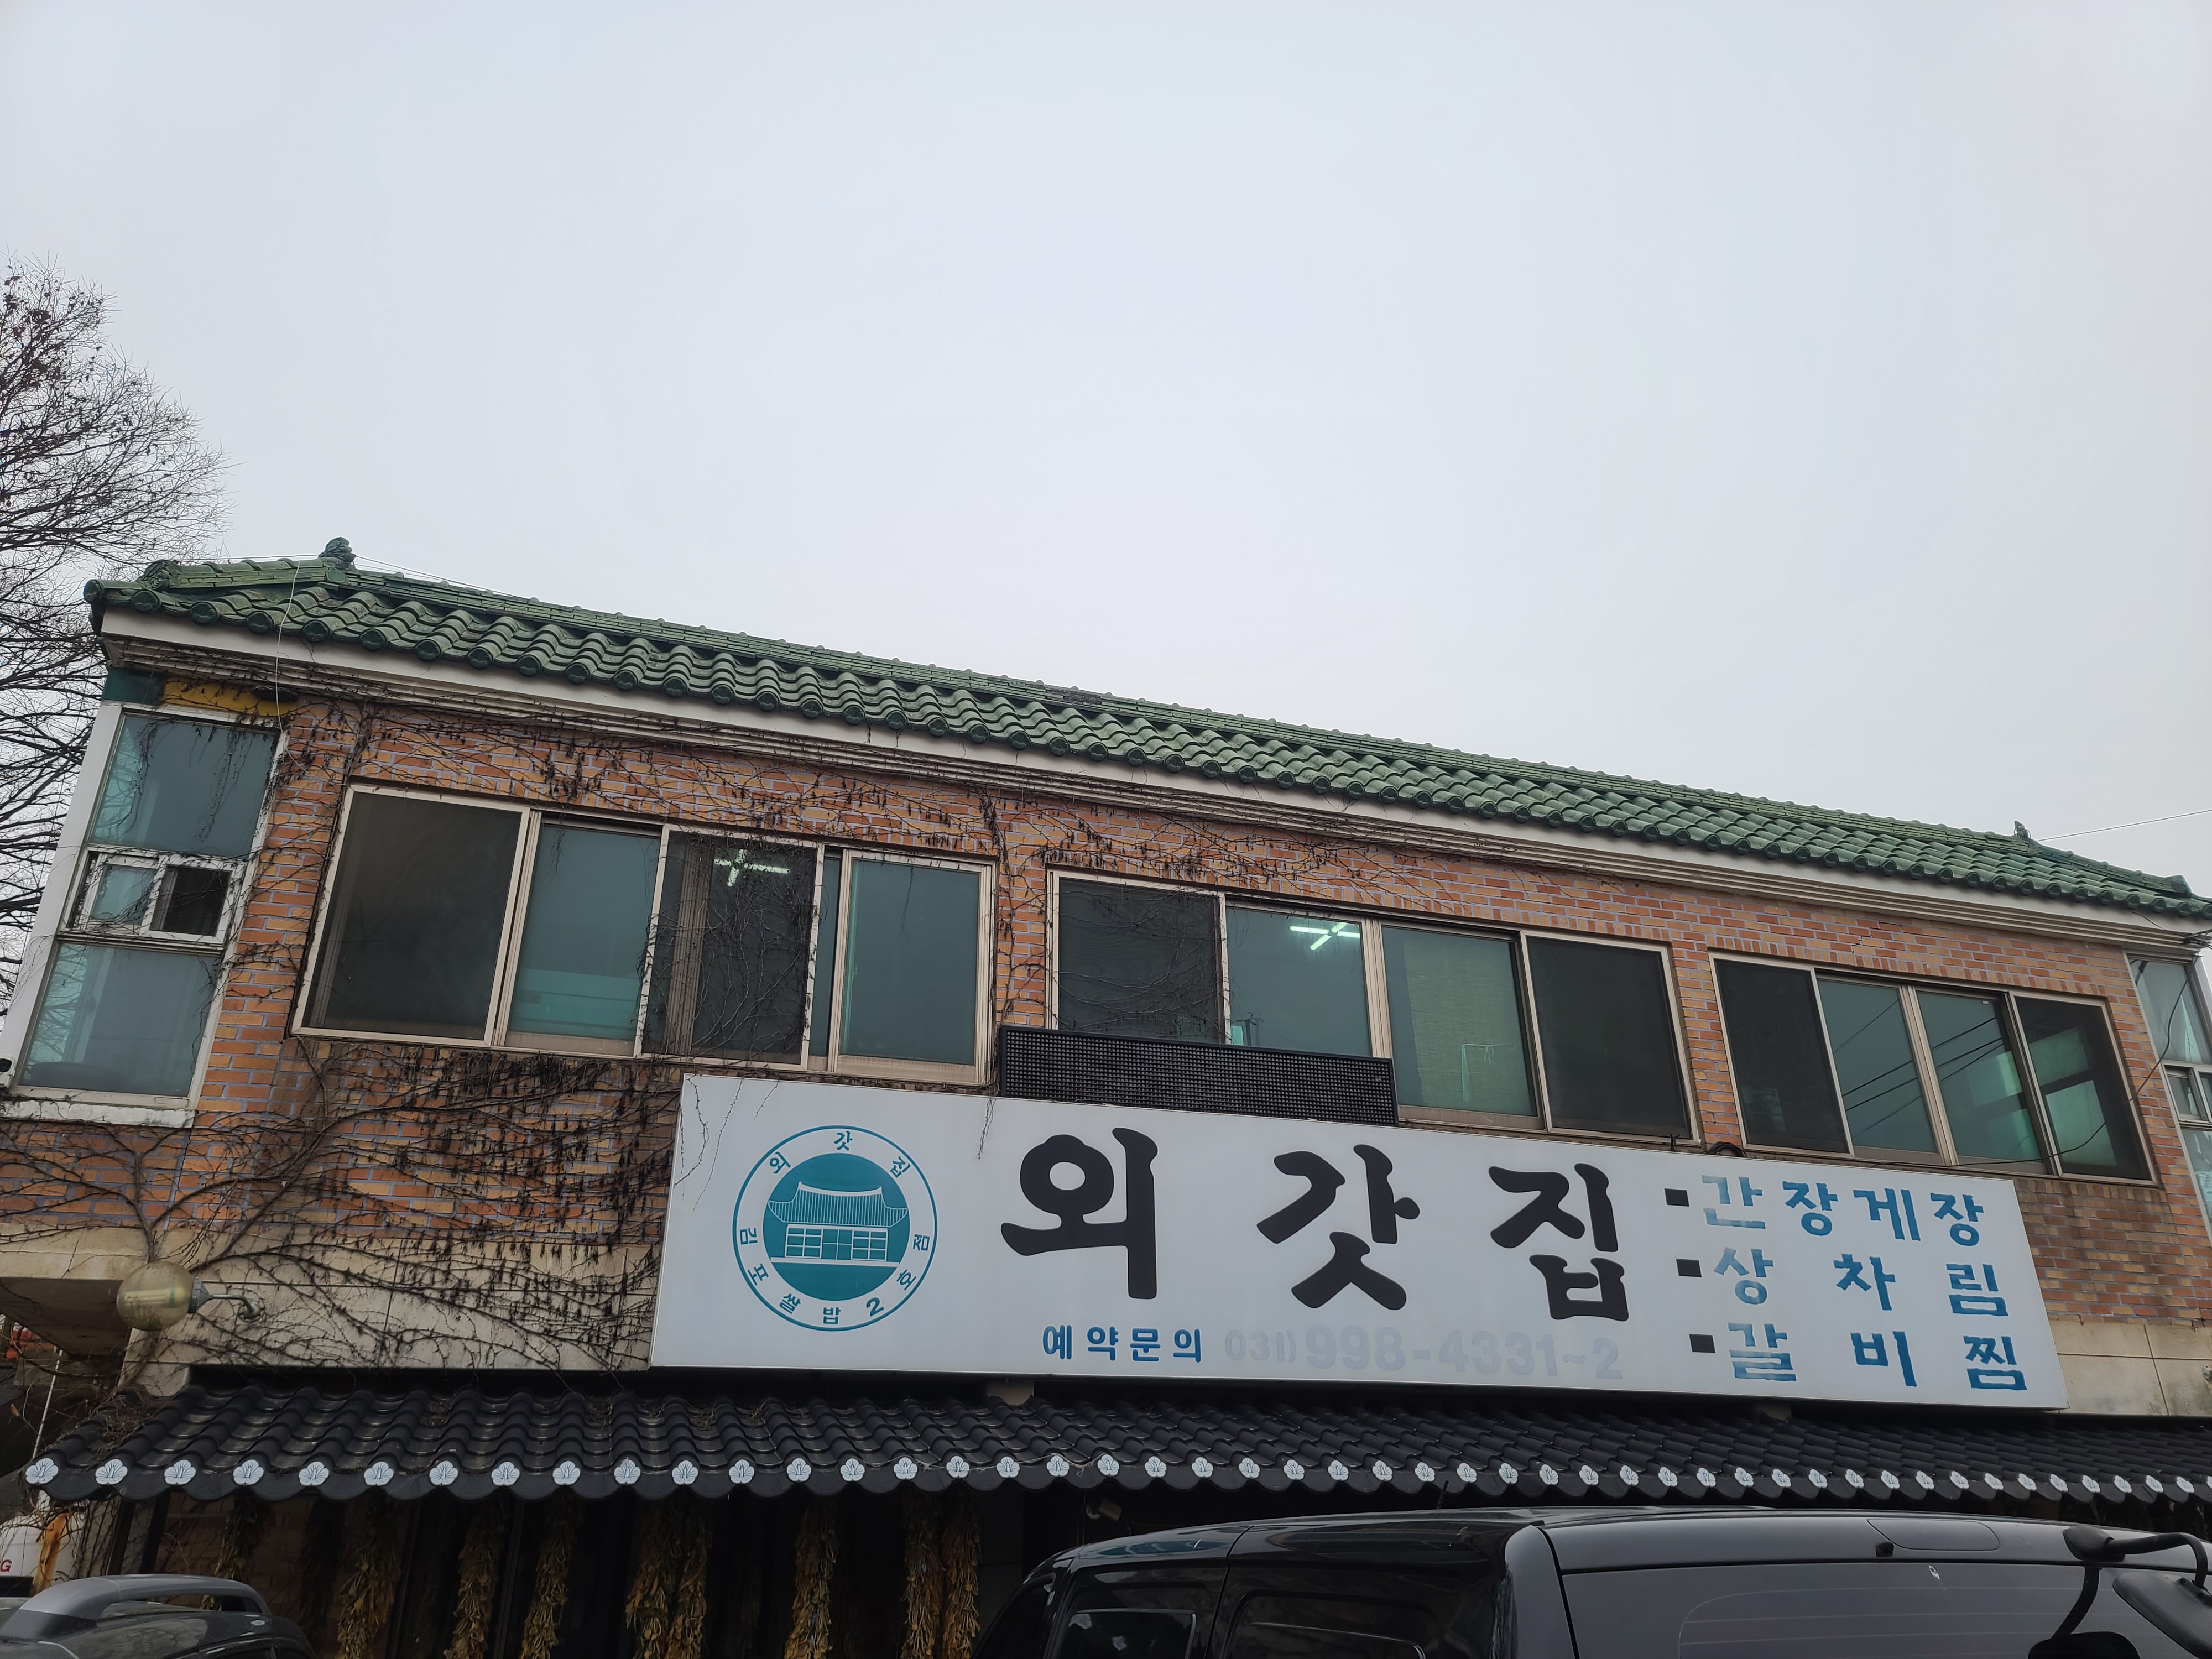 외갓집
김포쌀밥2호점
외갓집
예약문의 031)998-4331~2
간장게장
상차림
갈비찜
G